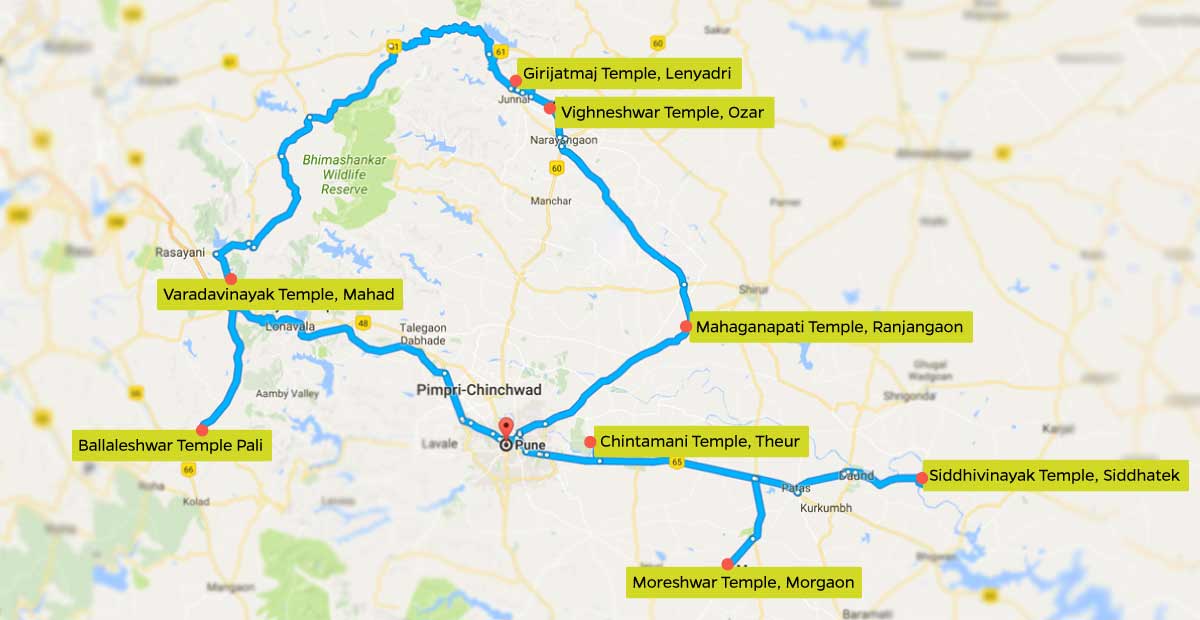 Sakur
60
61
61
Girijatmaj Temple, Lenyadri
Junnar
Vighneshwar Temple, Ozar
Narayangaon
Bhimashankar
Wildlife
Reserve
60
Manchar
Rasayani
Varadavinayak Temple, Mahad
Shirur
Lonavala
48
Talegaon
Dabhade
Mahaganapati Temple, Ranjangaon
Ghugal
Wadgoan
Shrigonda
Pimpri-Chinchwad
Aamby Valley
Ballaleshwar Temple Pali
Lavale
Pune
Chintamani Temple, Theur
65
66
Roha
Kolad
Patas
Daund
Siddhivinayak Temple, Siddhatek
Kurkumbh
Karjat
Moreshwar Temple, Morgaon
Mangaon
Baramati